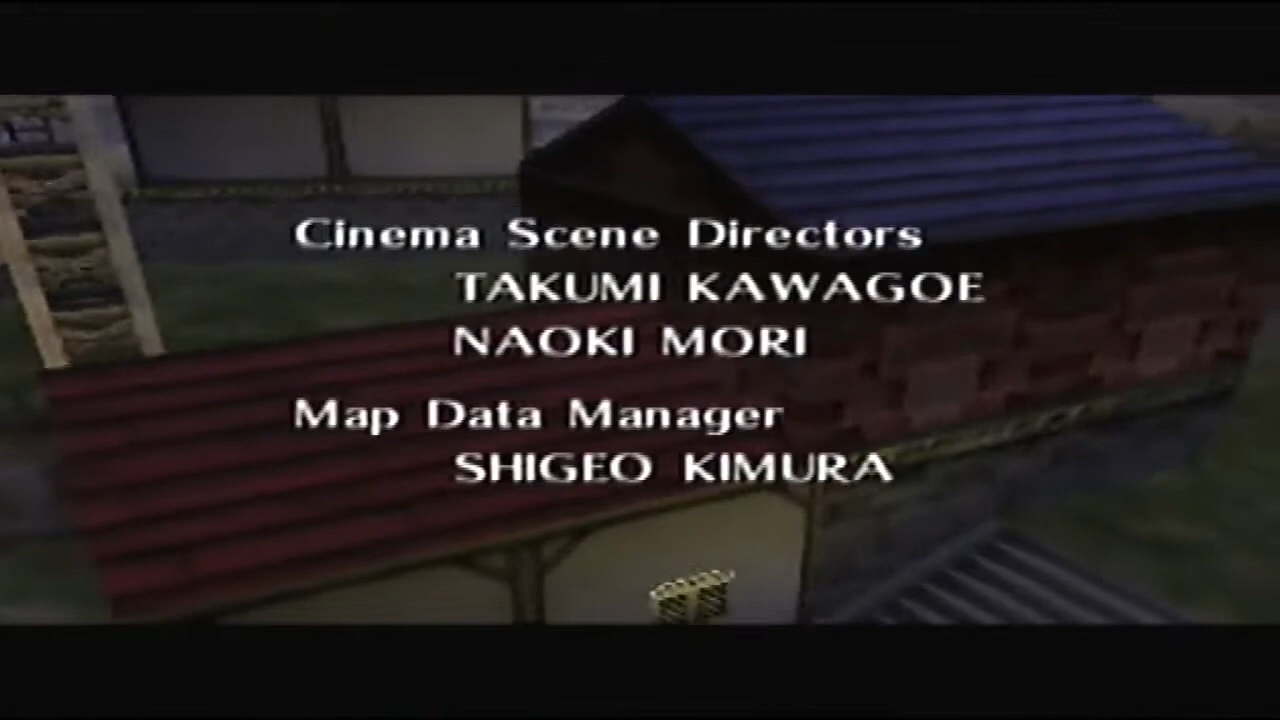 Cinema Scene Directors
TAKUMI KAWAGOE
NAOKI MORI
Map Data Manager
SHIGEO KIMURA